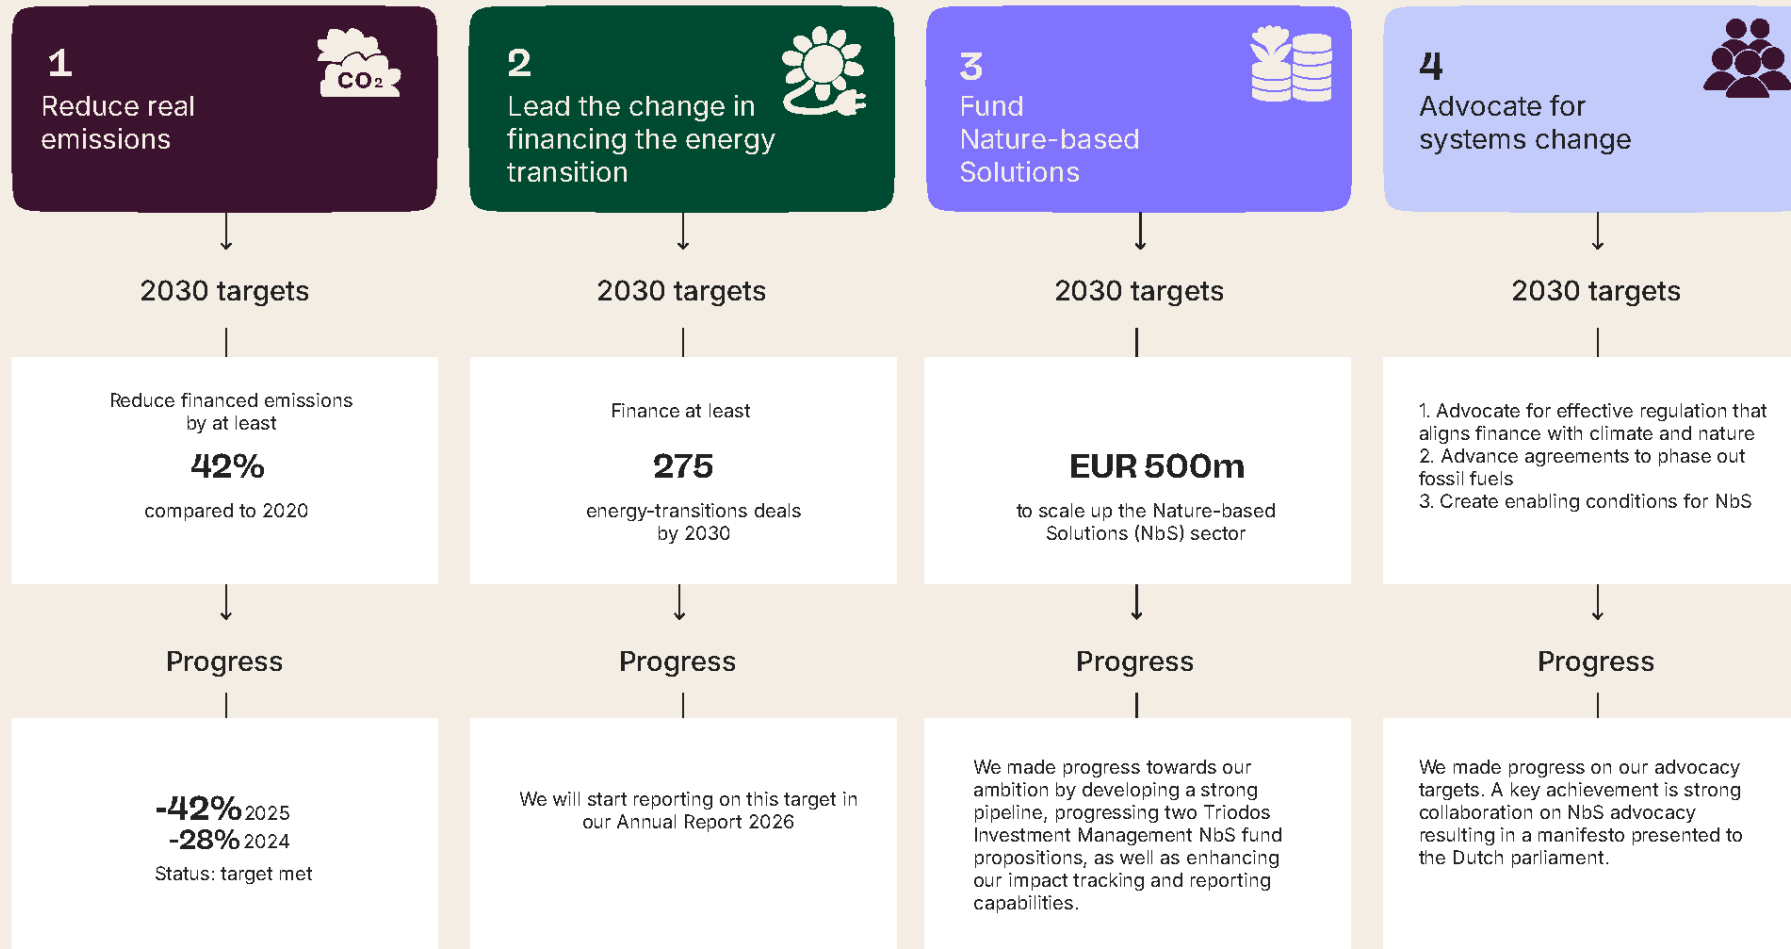 1
Reduce real
emissions
CO₂
2
Lead the change in
financing the energy
transition
3
Fund
Nature-based
Solutions
4
Advocate for
systems change
2030 targets
2030 targets
2030 targets
2030 targets
Reduce financed emissions
by at least
42%
compared to 2020
Finance at least
275
energy-transitions deals
by 2030
EUR 500m
to scale up the Nature-based
Solutions (NbS) sector
1. Advocate for effective regulation that
aligns finance with climate and nature
2. Advance agreements to phase out
fossil fuels
3. Create enabling conditions for NbS
Progress
Progress
Progress
Progress
-42% 2025
-28% 2024
Status: target met
We will start reporting on this target in
our Annual Report 2026
We made progress towards our
ambition by developing a strong
pipeline, progressing two Triodos
Investment Management NbS fund
propositions, as well as enhancing
our impact tracking and reporting
capabilities.
We made progress on our advocacy
targets. A key achievement is strong
collaboration on NbS advocacy
resulting in a manifesto presented to
the Dutch parliament.